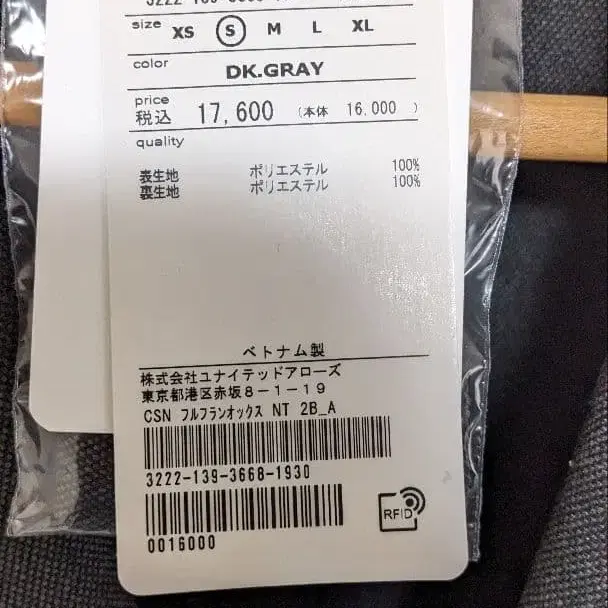 size XS S M L XL
color
DK.GRAY
price
税込 17,600 (本体 16,000 )
quality
表生地 ポリエステル 100%
裏生地 ポリエステル 100%
ベトナム製
株式会社ユナイテッドアローズ
東京都港区赤坂8-1-19
CSN フルフランオックス NT 2B_A
3222-139-3668-1930
0016000
RFID